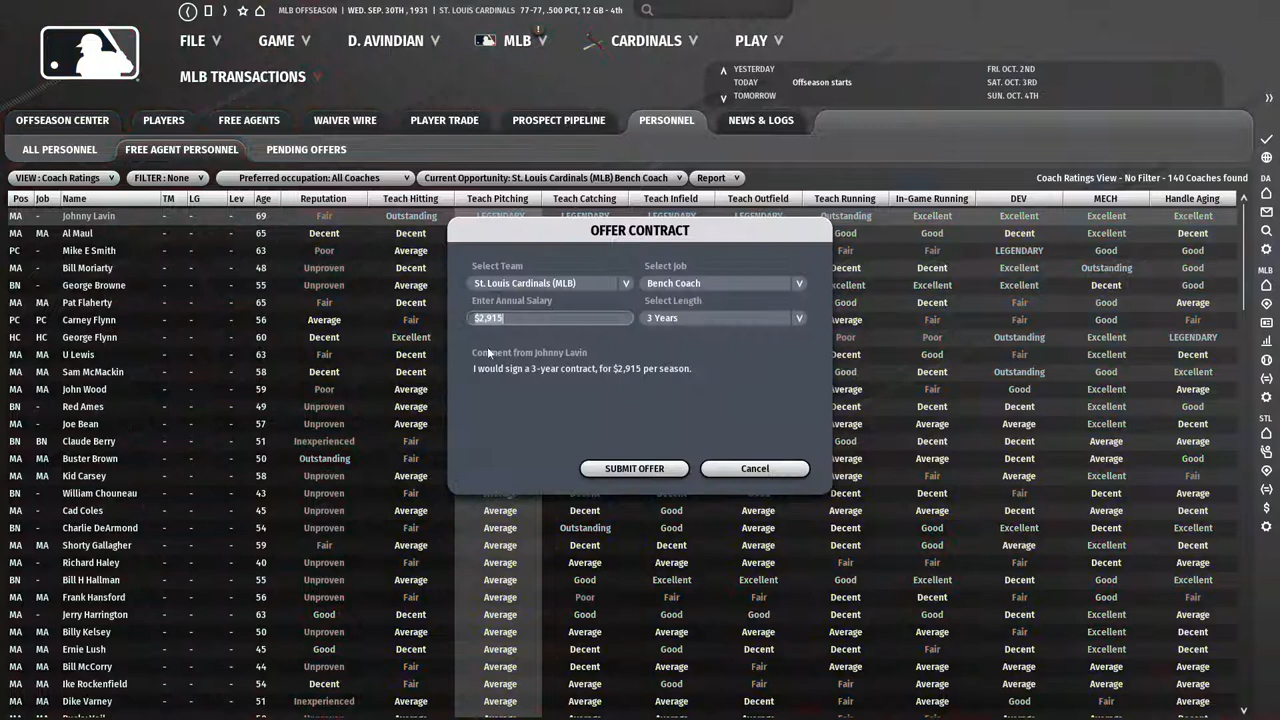 MLB OFFSEASON | WED. SEP. 30TH , 1931 | ST. LOUIS CARDINALS 77-77, .500 PCT, 12 GB - 4th
FILE GAME D. AVINDIAN MLB CARDINALS PLAY
MLB TRANSACTIONS
YESTERDAY FRI. OCT. 2ND
TODAY Offseason starts SAT. OCT. 3RD
TOMORROW SUN. OCT. 4TH
OFFSEASON CENTER PLAYERS FREE AGENTS WAIVER WIRE PLAYER TRADE PROSPECT PIPELINE PERSONNEL NEWS & LOGS
ALL PERSONNEL FREE AGENT PERSONNEL PENDING OFFERS
VIEW : Coach Ratings FILTER : None Preferred occupation: All Coaches Current Opportunity: St. Louis Cardinals (MLB) Bench Coach Report Coach Ratings View - No Filter - 140 Coaches found
Pos Job Name TM LG Lev Age Reputation Teach Hitting Teach Pitching Teach Catching Teach Infield Teach Outfield Teach Running In-Game Running DEV MECH Handle Aging
MA - Johnny Lavin - - - 69 Fair Outstanding LEGENDARY LEGENDARY LEGENDARY LEGENDARY Outstanding Excellent Excellent Excellent Excellent
MA MA Al Maul - - - 65 Decent Decent Good Good Decent Decent Decent
PC - Mike E Smith - - - 63 Poor Average Fair Fair LEGENDARY Good Good
MA - Bill Moriarty - - - 48 Unproven Decent Decent Decent Excellent Outstanding Good
BN - George Browne - - - 55 Unproven Decent Excellent Decent Excellent
MA MA Pat Flaherty - - - 65 Fair Decent Good Decent Good
PC PC Carney Flynn - - - 56 Average Fair Fair Fair Average Excellent Average
HC HC George Flynn - - - 60 Decent Excellent Poor Poor Good Excellent LEGENDARY
MA MA U Lewis - - - 63 Fair Decent Good Decent Decent Excellent Decent
MA MA Sam McMackin - - - 58 Decent Decent Decent Decent Outstanding Excellent Decent
MA MA John Wood - - - 59 Poor Average Average Fair Good Excellent Good
BN - Red Ames - - - 49 Unproven Decent Decent Decent Decent Decent Good
MA - Joe Bean - - - 57 Unproven Average Good Good Decent Excellent Decent
BN BN Claude Berry - - - 51 Inexperienced Fair Good Decent Decent Average Average
MA MA Buster Brown - - - 50 Outstanding Fair Average Average Decent Average Good
MA MA Kid Carsey - - - 58 Unproven Average Average Fair Average Excellent Fair
BN - William Chouneau - - - 43 Unproven Decent Average Decent Good Decent Fair Decent Average Decent
MA - Cad Coles - - - 45 Unproven Decent Average Decent Good Average Average Good Decent Average Average
BN - Charlie DeArmond - - - 54 Unproven Decent Average Outstanding Good Decent Decent Good Excellent Decent Excellent
MA MA Shorty Gallagher - - - 59 Fair Average Average Decent Decent Average Decent Good Decent Excellent Decent
MA - Richard Haley - - - 40 Unproven Average Average Average Average Average Fair Fair Fair Average Average
BN - Bill H Hallman - - - 55 Unproven Average Average Good Excellent Excellent Good Excellent Decent Excellent Decent
MA MA Frank Hansford - - - 56 Unproven Decent Average Poor Fair Fair Decent Fair Fair Good Fair
MA - Jerry Harrington - - - 63 Good Decent Average Good Good Good Decent Good Decent Excellent Decent
MA MA Billy Kelsey - - - 50 Unproven Average Average Average Average Average Average Average Fair Excellent Decent
MA MA Ernie Lush - - - 45 Good Decent Average Decent Average Average Average Fair Decent Excellent Average
MA MA Bill McCorry - - - 44 Unproven Fair Average Average Decent Fair Average Average Average Average Average
MA MA Ike Rockenfield - - - 54 Decent Fair Average Fair Good Fair Fair Average Average Excellent Average
MA MA Dike Varney - - - 51 Inexperienced Average Average Average Average Average Average Decent Good Fair Decent
OFFER CONTRACT
Select Team Select Job
St. Louis Cardinals (MLB) Bench Coach
Enter Annual Salary Select Length
$2,915 3 Years
Comment from Johnny Lavin
I would sign a 3-year contract, for $2,915 per season.
SUBMIT OFFER Cancel
DA
MLB
STL